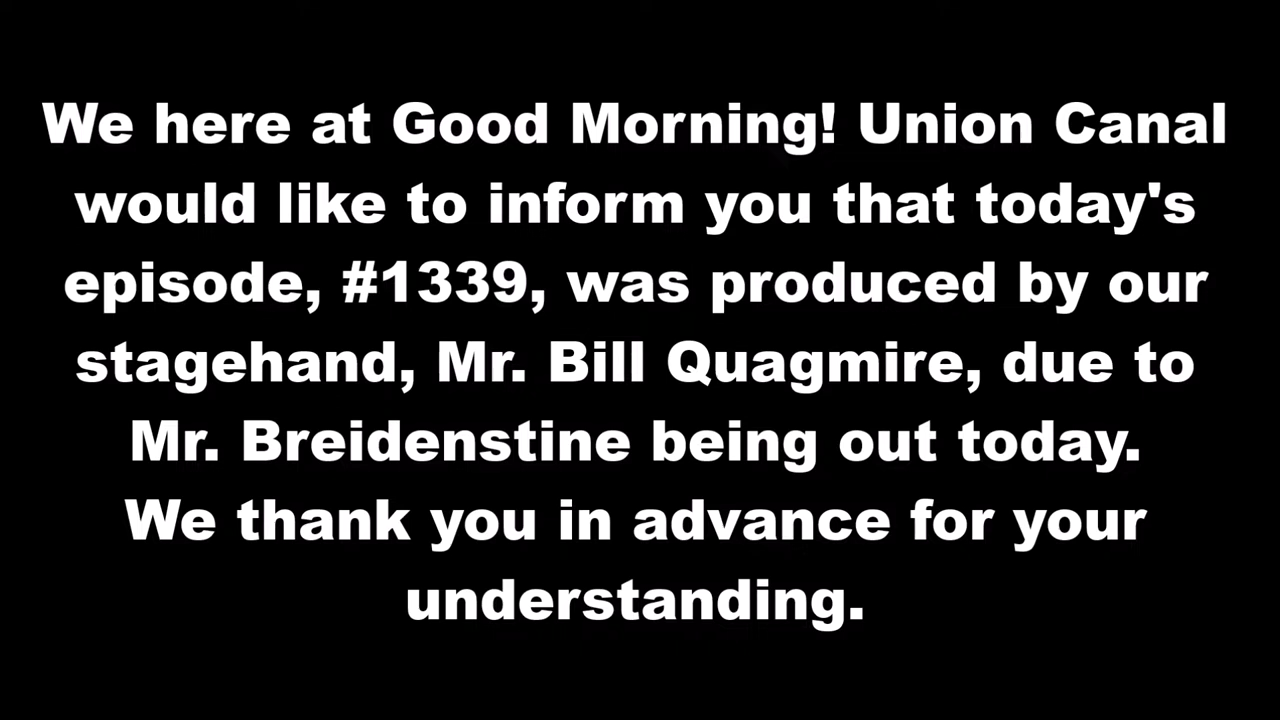 We here at Good Morning! Union Canal
would like to inform you that today's
episode, #1339, was produced by our
stagehand, Mr. Bill Quagmire, due to
Mr. Breidenstine being out today.
We thank you in advance for your
understanding.